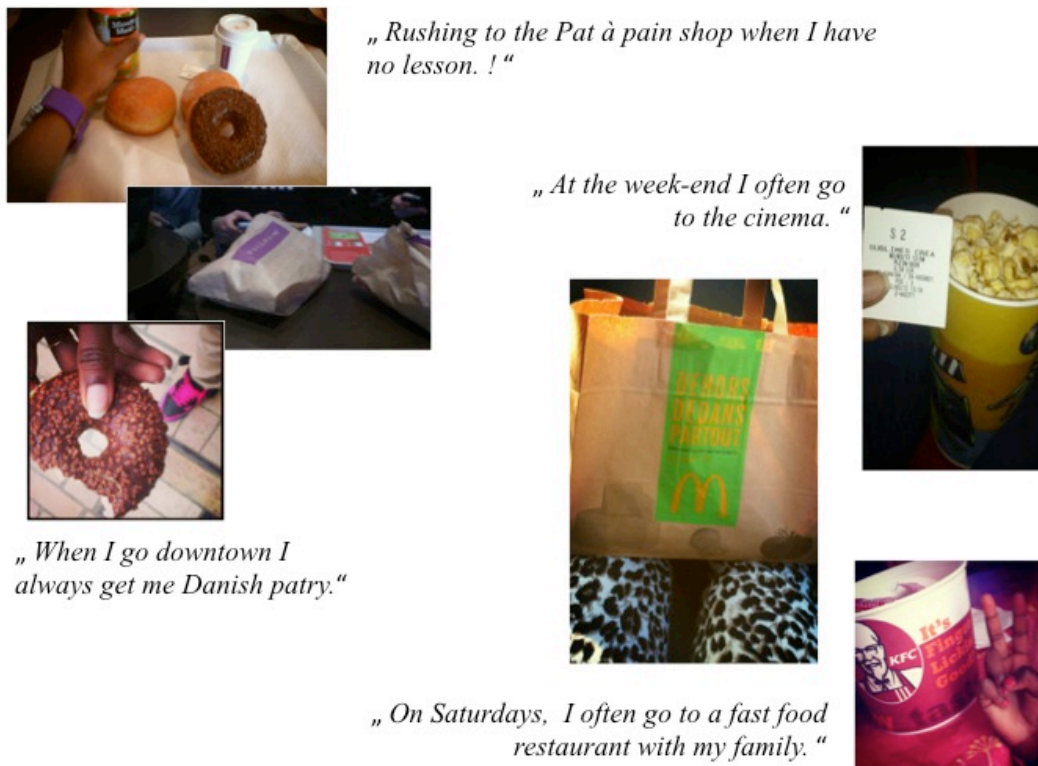 „ Rushing to the Pat à pain shop when I have
no lesson. ! “
„ At the week-end I often go
to the cinema. “
S 2
DEHORS
DEDANS
PARTOUT
„ When I go downtown I
always get me Danish patry.“
KFC
It's
Finger
Lickin
Good
„ On Saturdays, I often go to a fast food
restaurant with my family. “